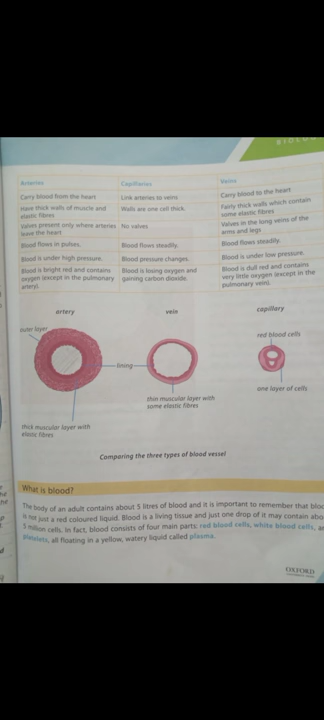 BIOLO
Arteries Capillaries Veins
Carry blood from the heart Link arteries to veins Carry blood to the heart
Have thick walls of muscle and Walls are one cell thick. Fairly thick walls which contain
elastic fibres some elastic fibres
Valves present only where arteries No valves Valves in the long veins of the
leave the heart arms and legs
Blood flows in pulses. Blood flows steadily. Blood flows steadily.
Blood is under high pressure. Blood pressure changes. Blood is under low pressure.
Blood is bright red and contains Blood is losing oxygen and Blood is dull red and contains
oxygen (except in the pulmonary gaining carbon dioxide. very little oxygen (except in the
artery). pulmonary vein).
artery vein capillary
outer layer red blood cells
lining
one layer of cells
thin muscular layer with
some elastic fibres
thick muscular layer with
elastic fibres
Comparing the three types of blood vessel
What is blood?
The body of an adult contains about 5 litres of blood and it is important to remember that bloo
is not just a red coloured liquid. Blood is a living tissue and just one drop of it may contain abo
5 million cells. In fact, blood consists of four main parts: red blood cells, white blood cells, a
platelets, all floating in a yellow, watery liquid called plasma.
OXFORD